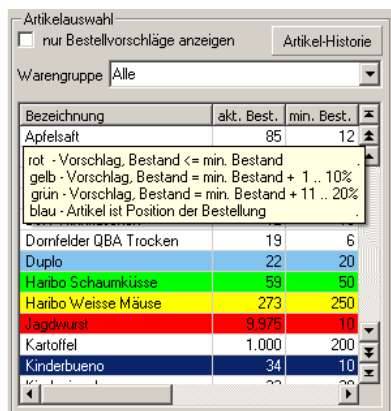 Artikelauswahl
nur Bestellvorschläge anzeigen
Artikel-Historie
Warengruppe Alle
Bezeichnung akt. Best. min. Best.
Apfelsaft 85 12
rot - Vorschlag, Bestand <= min. Bestand .
gelb - Vorschlag, Bestand = min. Bestand + 1 .. 10%
grün - Vorschlag, Bestand = min. Bestand + 11 .. 20%
blau - Artikel ist Position der Bestellung .
Dornfelder QBA Trocken 19 6
Duplo 22 20
Haribo Schaumküsse 59 50
Haribo Weisse Mäuse 273 250
Jagdwurst 9,975 10
Kartoffel 1.000 200
Kinderbueno 34 10